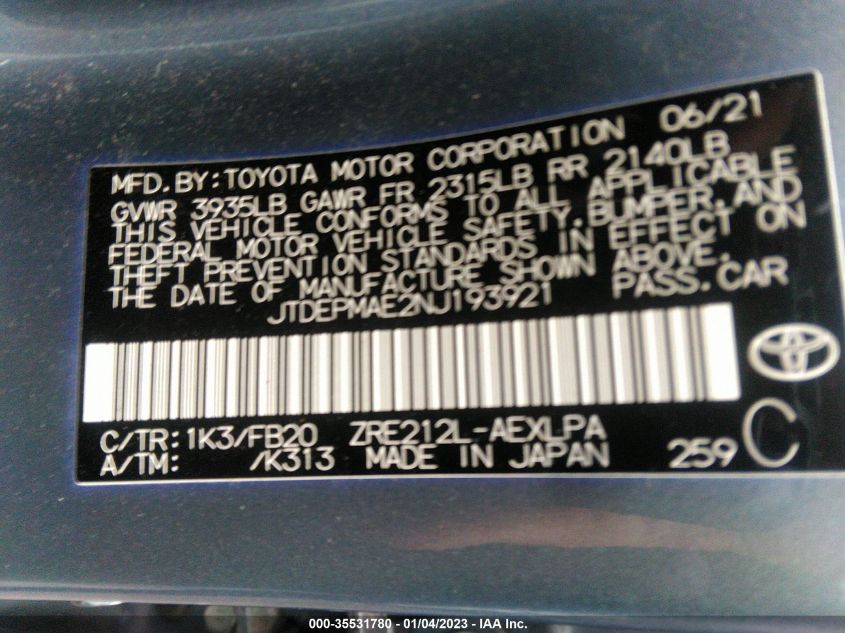 MFD. BY: TOYOTA MOTOR CORPORATION 06/21
GVWR 3935LB GAWR FR 2315LB RR 2140LB
THIS VEHICLE CONFORMS TO ALL APPLICABLE
FEDERAL MOTOR VEHICLE SAFETY, BUMPER, AND
THEFT PREVENTION STANDARDS IN EFFECT ON
THE DATE OF MANUFACTURE SHOWN ABOVE.
JTDEPMAE2NJ193921 PASS. CAR
C/TR: 1K3/FB20 ZRE212L-AEXLPA C
A/TM: /K313 MADE IN JAPAN 259
000-35531780 — 01/04/2023 — IAA Inc.